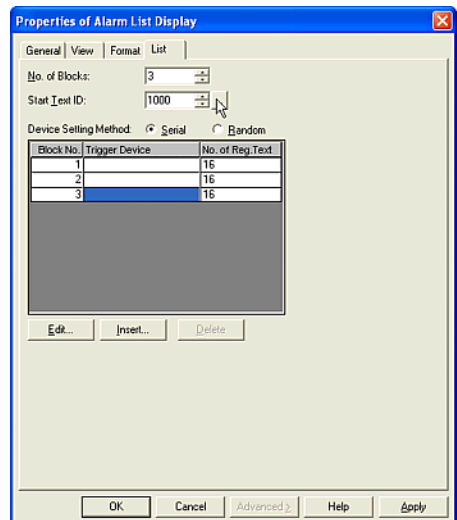 Properties of Alarm List Display
General View Format List
No. of Blocks: 3
Start Text ID: 1000
Device Setting Method: Serial Random
Block No. Trigger Device No. of Reg.Text
1 16
2 16
3 16
Edit... Insert... Delete
OK Cancel Advanced > Help Apply